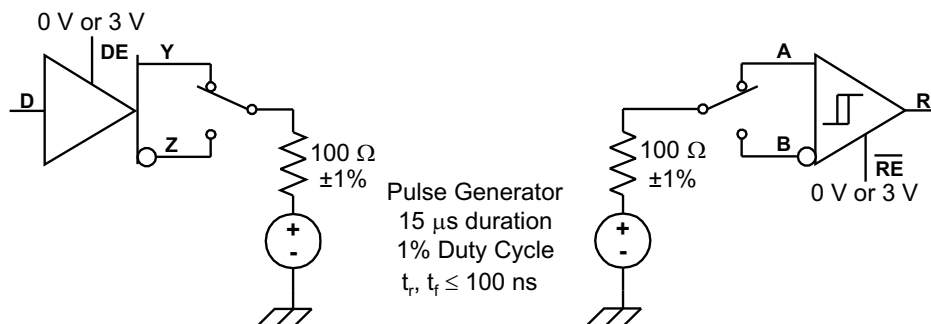 0 V or 3 V
DE
Y
D
Z
100 Ω
±1%
+
-
Pulse Generator
15 μs duration
1% Duty Cycle
tr, tf ≤ 100 ns
A
B
R
RE
0 V or 3 V
100 Ω
±1%
+
-